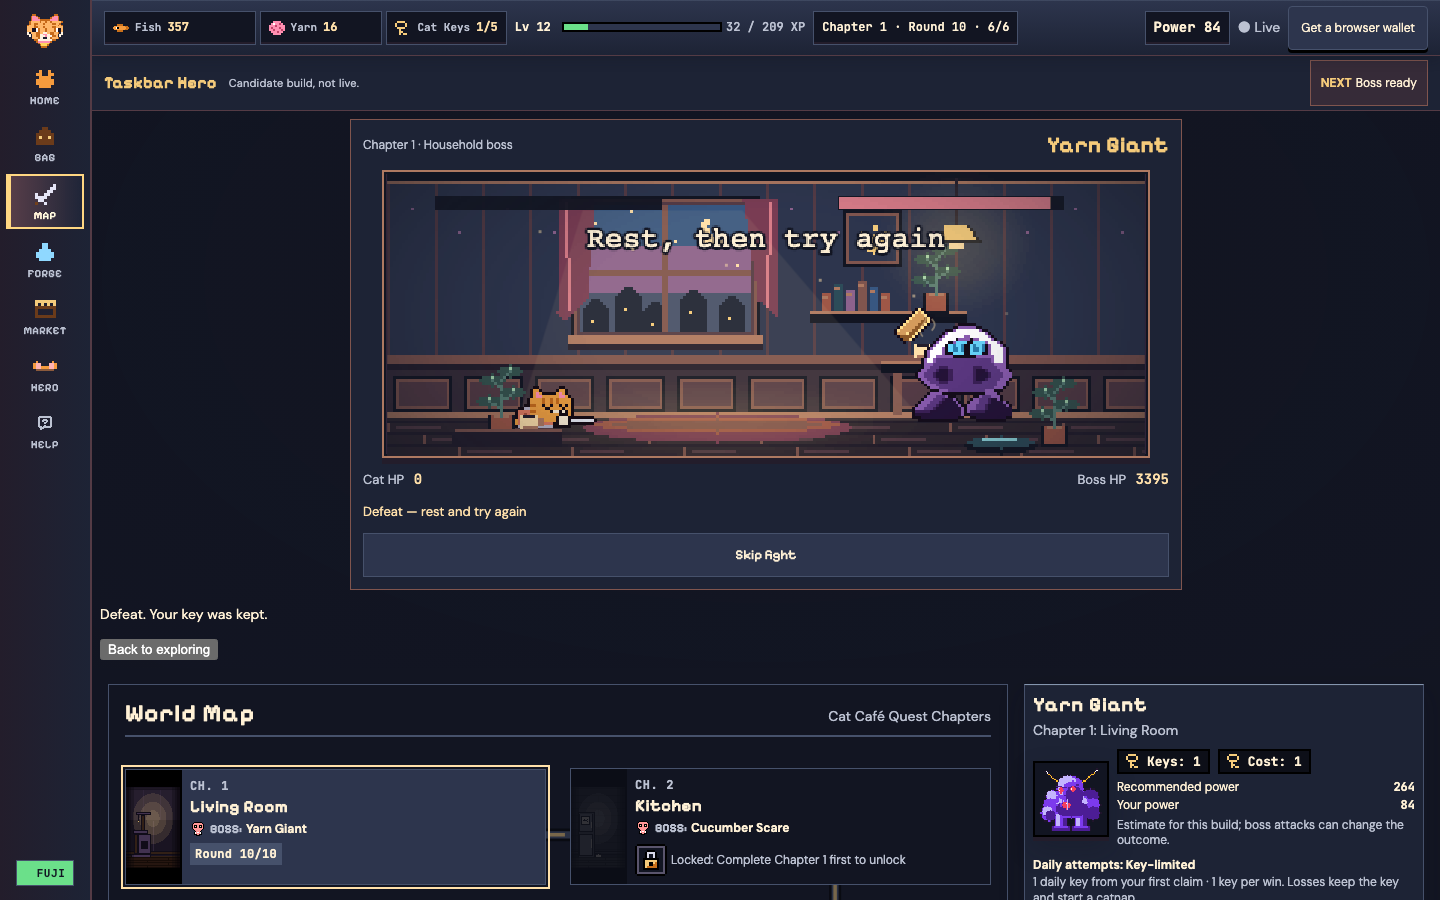 Fish 357
Yarn 16
Cat Keys 1/5
Lv 12
32 / 209 XP
Chapter 1 · Round 10 · 6/6
Power 84
Live
Get a browser wallet
Taskbar Hero
Candidate build, not live.
NEXT Boss ready
HOME
BAG
MAP
FORGE
MARKET
HERO
HELP
FUJI
Chapter 1 · Household boss
Yarn Giant
Rest, then try again
Cat HP 0
Boss HP 3395
Defeat — rest and try again
Skip fight
Defeat. Your key was kept.
Back to exploring
World Map
Cat Café Quest Chapters
CH. 1
Living Room
BOSS: Yarn Giant
Round 10/10
CH. 2
Kitchen
BOSS: Cucumber Scare
Locked: Complete Chapter 1 first to unlock
Yarn Giant
Chapter 1: Living Room
Keys: 1
Cost: 1
Recommended power 264
Your power 84
Estimate for this build; boss attacks can change the
outcome.
Daily attempts: Key-limited
1 daily key from your first claim · 1 key per win. Losses keep the key
and start a catnap.